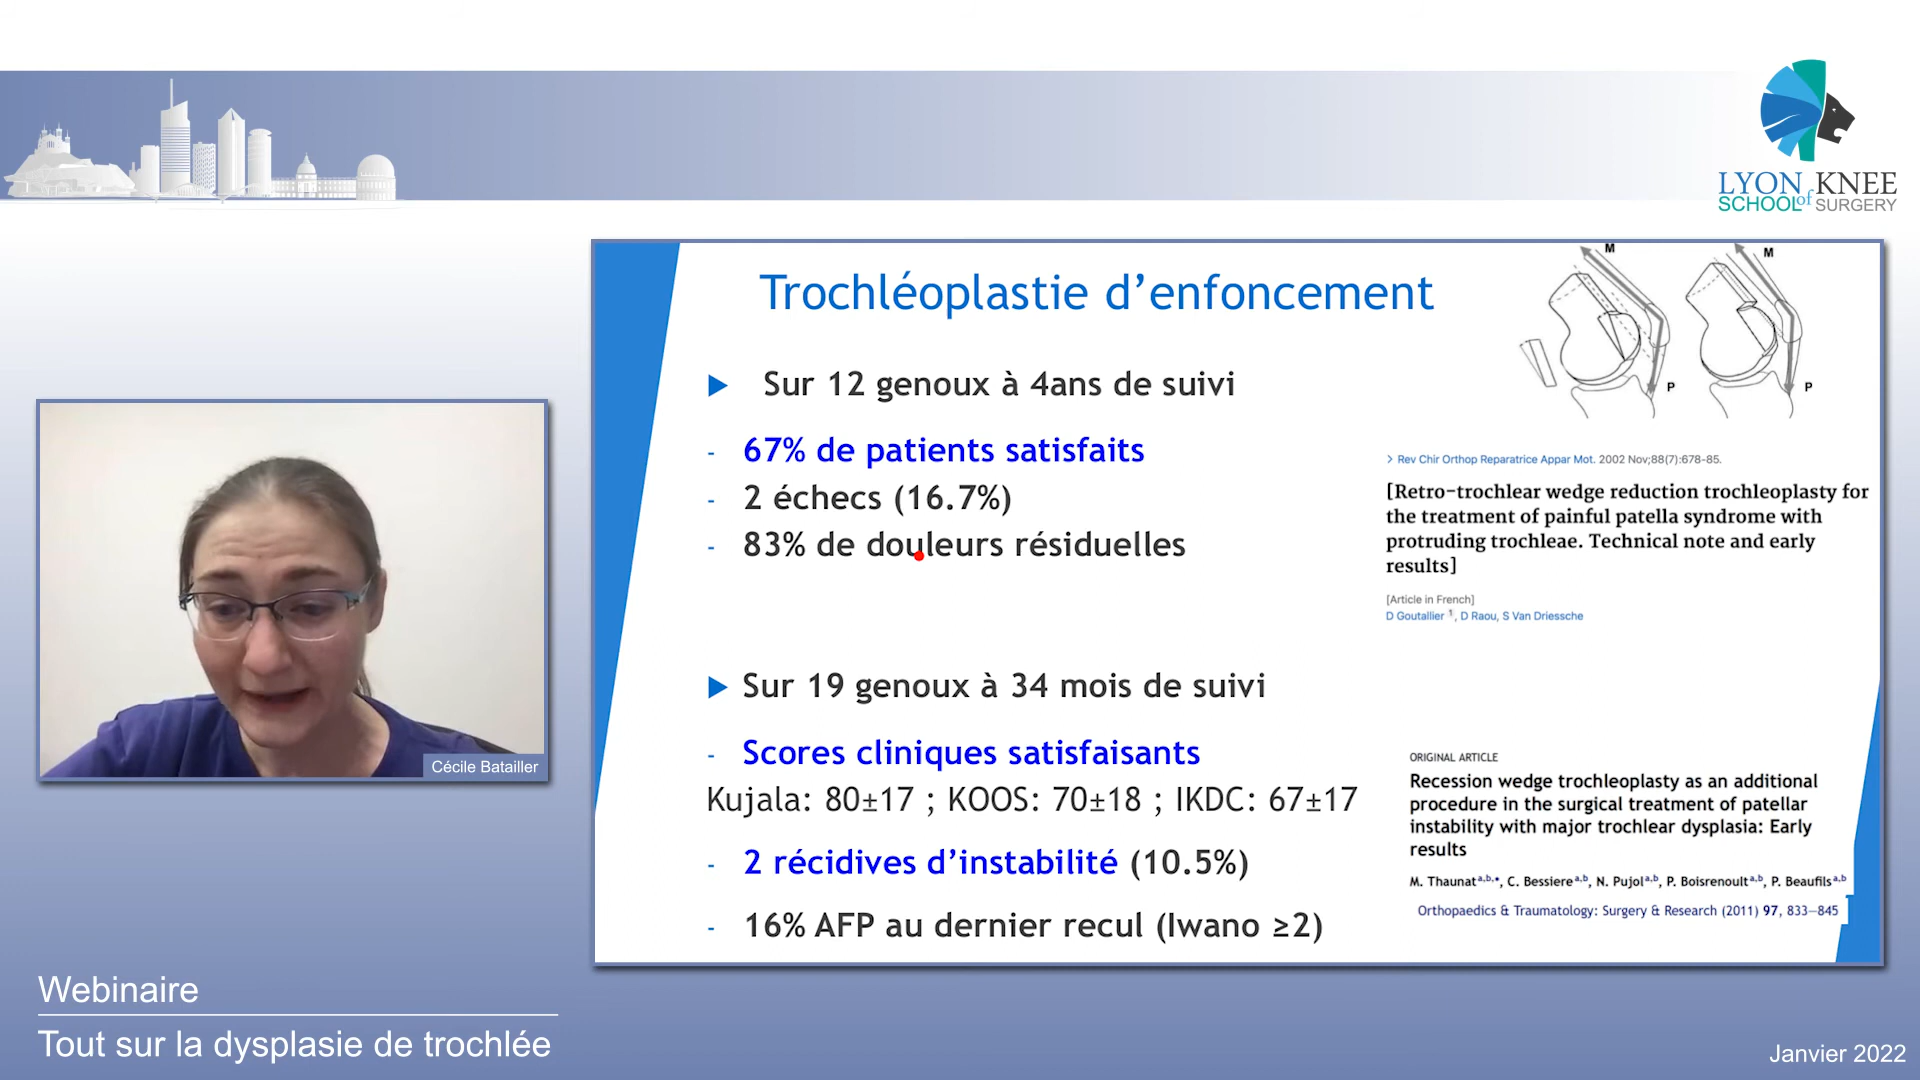 LYON of KNEE
SCHOOL SURGERY
Trochléoplastie d’enfoncement
M
M
P
P
Sur 12 genoux à 4ans de suivi
- 67% de patients satisfaits
- 2 échecs (16.7%)
- 83% de douleurs résiduelles
> Rev Chir Orthop Reparatrice Appar Mot. 2002 Nov;88(7):678-85.
[Retro-trochlear wedge reduction trochleoplasty for
the treatment of painful patella syndrome with
protruding trochleae. Technical note and early
results]
[Article in French]
D Goutallier 1, D Raou, S Van Driessche
Sur 19 genoux à 34 mois de suivi
- Scores cliniques satisfaisants
Kujala: 80±17 ; KOOS: 70±18 ; IKDC: 67±17
- 2 récidives d’instabilité (10.5%)
- 16% AFP au dernier recul (Iwano ≥2)
ORIGINAL ARTICLE
Recession wedge trochleoplasty as an additional
procedure in the surgical treatment of patellar
instability with major trochlear dysplasia: Early
results
M. Thaunat a,b,*, C. Bessiere a,b, N. Pujol a,b, P. Boisrenoult a,b, P. Beaufils a,b
Orthopaedics & Traumatology: Surgery & Research (2011) 97, 833—845
Cécile Batailler
Webinaire
Tout sur la dysplasie de trochlée
Janvier 2022